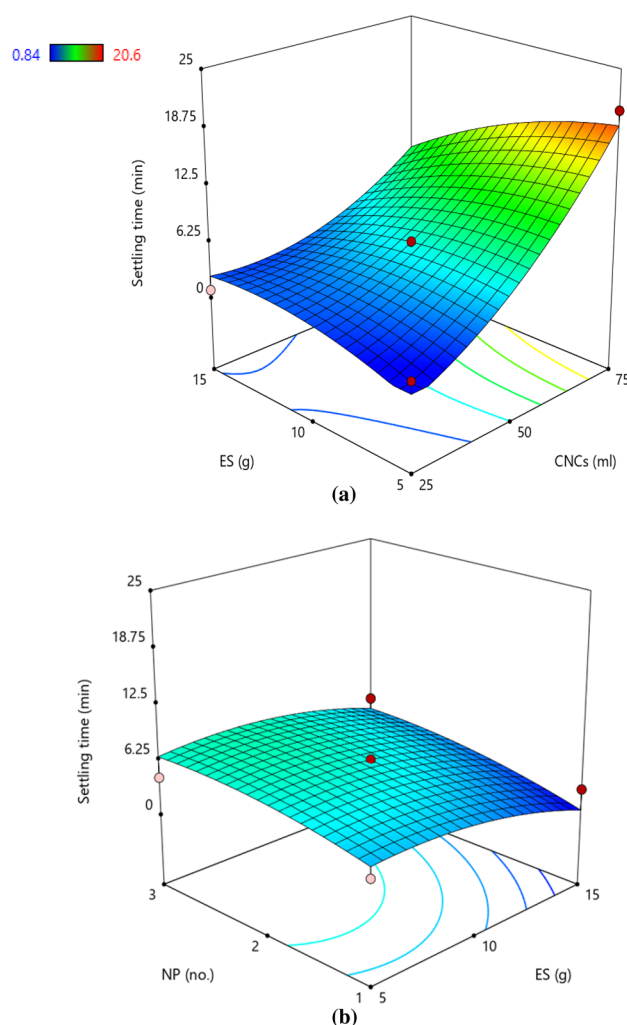 0.84 20.6
25
18.75
12.5
6.25
0
Settling time (min)
15 75
10 50
ES (g) CNCs (ml)
5 25
(a)
25
18.75
12.5
6.25
0
Settling time (min)
3 15
2 10
NP (no.) ES (g)
1 5
(b)